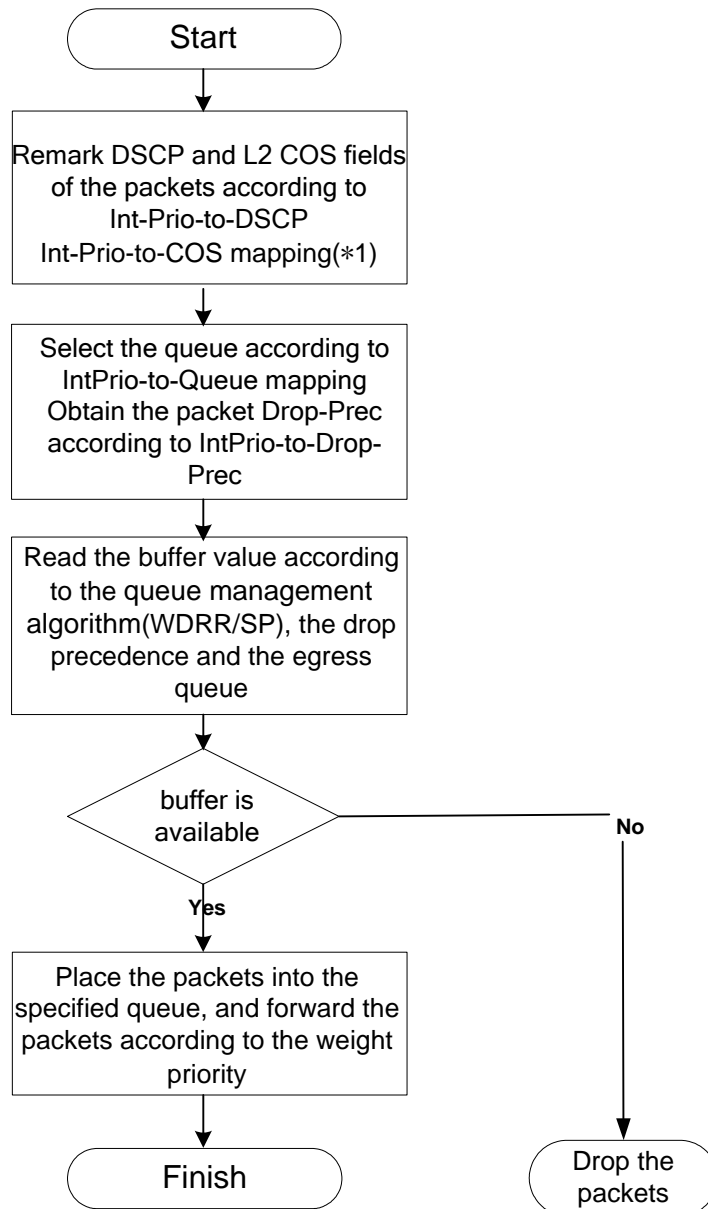 Start
Remark DSCP and L2 COS fields
of the packets according to
Int-Prio-to-DSCP
Int-Prio-to-COS mapping(*1)
Select the queue according to
IntPrio-to-Queue mapping
Obtain the packet Drop-Prec
according to IntPrio-to-Drop-
Prec
Read the buffer value according
to the queue management
algorithm(WDRR/SP), the drop
precedence and the egress
queue
buffer is
available
No
Yes
Place the packets into the
specified queue, and forward the
packets according to the weight
priority
Finish
Drop the
packets